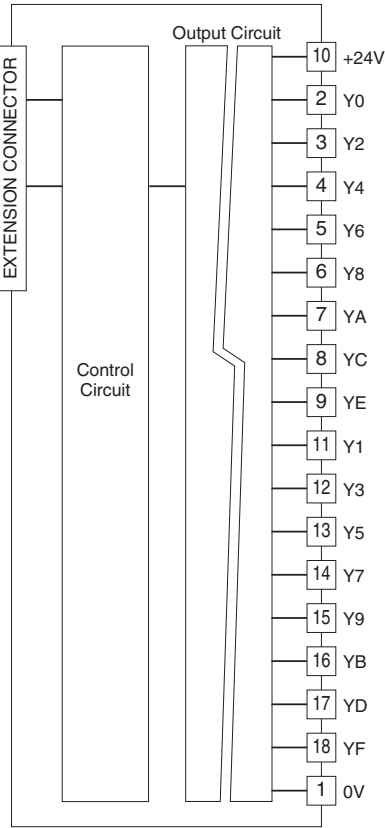 Output Circuit
EXTENSION CONNECTOR
Control
Circuit
10 +24V
2 Y0
3 Y2
4 Y4
5 Y6
6 Y8
7 YA
8 YC
9 YE
11 Y1
12 Y3
13 Y5
14 Y7
15 Y9
16 YB
17 YD
18 YF
1 0V